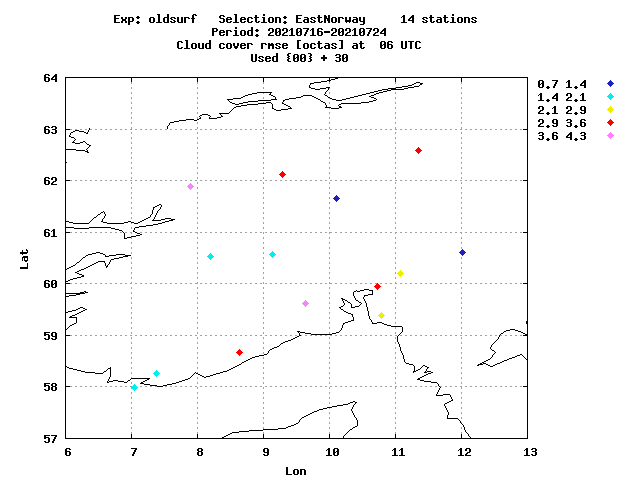 Exp: oldsurf   Selection: EastNorway     14 stations
Period: 20210716-20210724
Cloud cover rmse [octas] at  06 UTC
Used {00} + 30
64
63
62
61
60
59
58
57
Lat
6 7 8 9 10 11 12 13
Lon
0.7 1.4
1.4 2.1
2.1 2.9
2.9 3.6
3.6 4.3